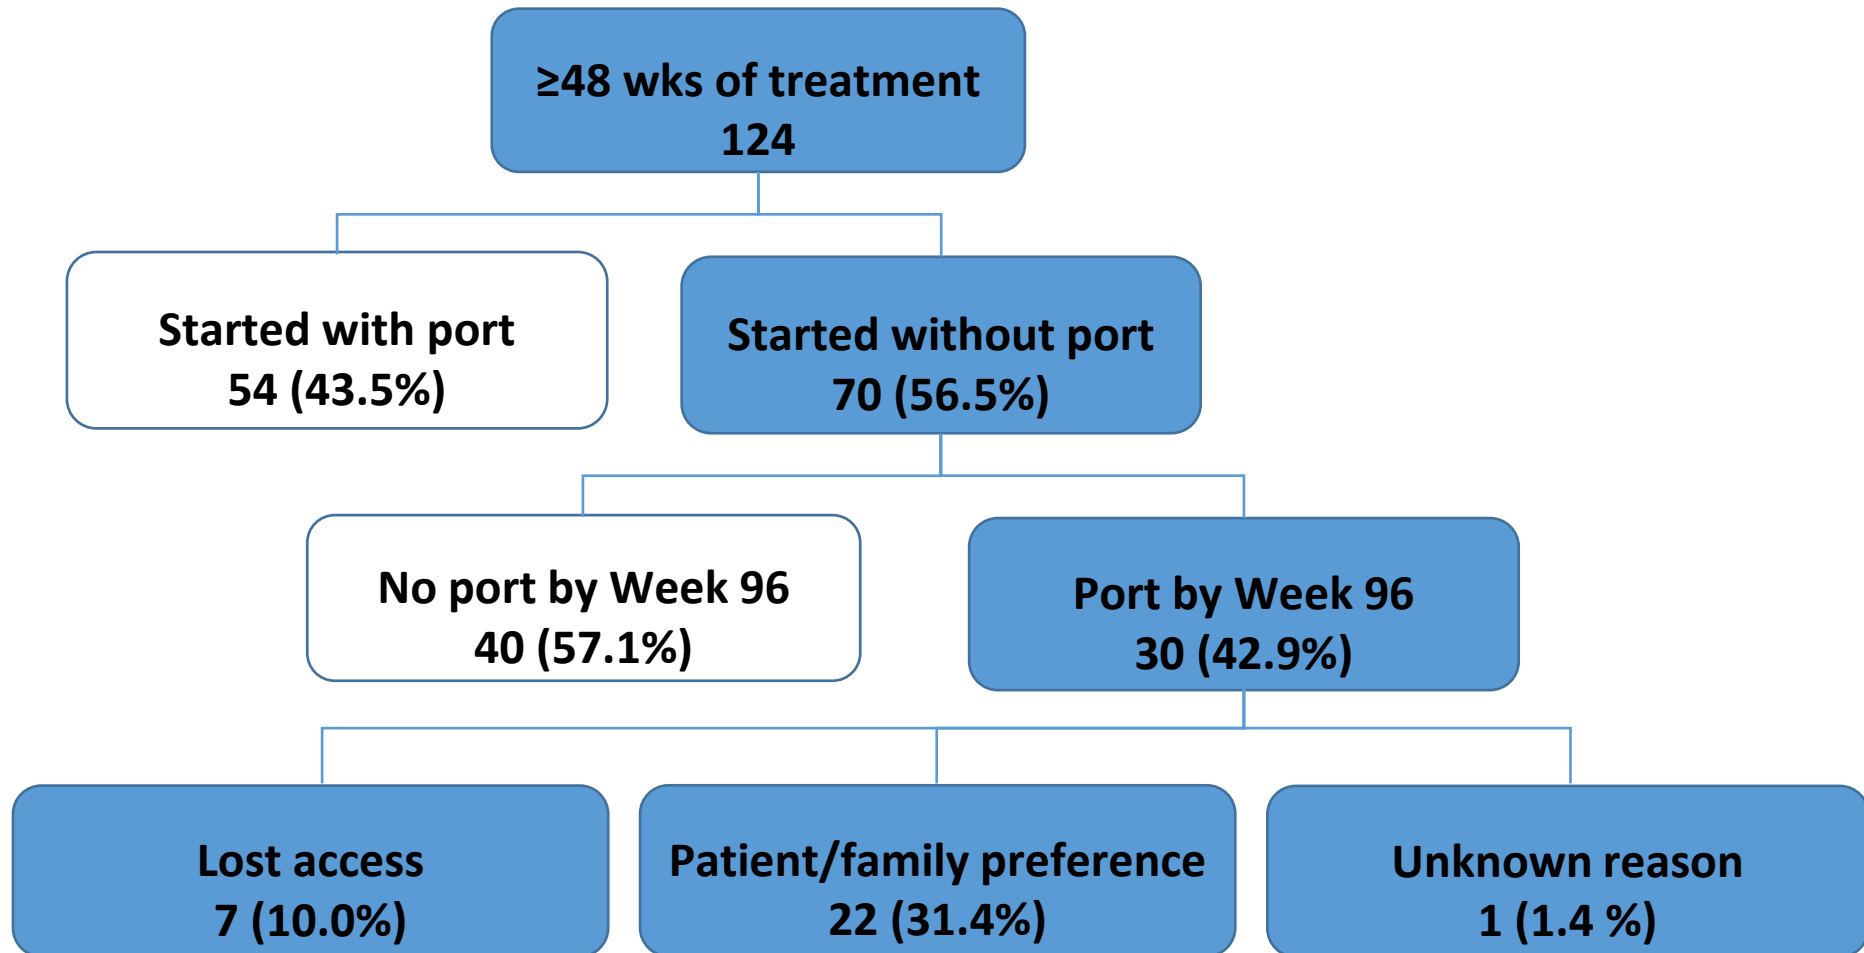 ≥48 wks of treatment
124
Started with port
54 (43.5%)
Started without port
70 (56.5%)
No port by Week 96
40 (57.1%)
Port by Week 96
30 (42.9%)
Lost access
7 (10.0%)
Patient/family preference
22 (31.4%)
Unknown reason
1 (1.4 %)